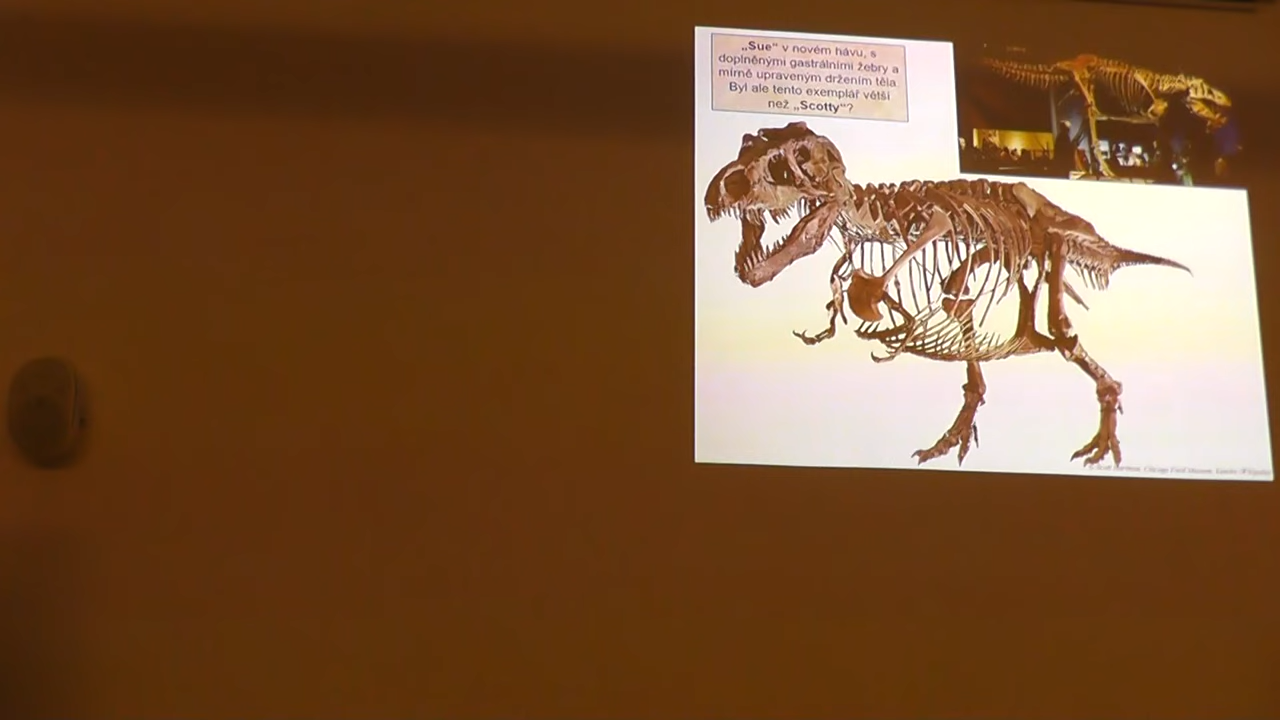 „Sue“ v novém hávu, s
doplněnými gastrálními žebry a
mírně upraveným držením těla.
Byl ale tento exemplář větší
než „Scotty“?